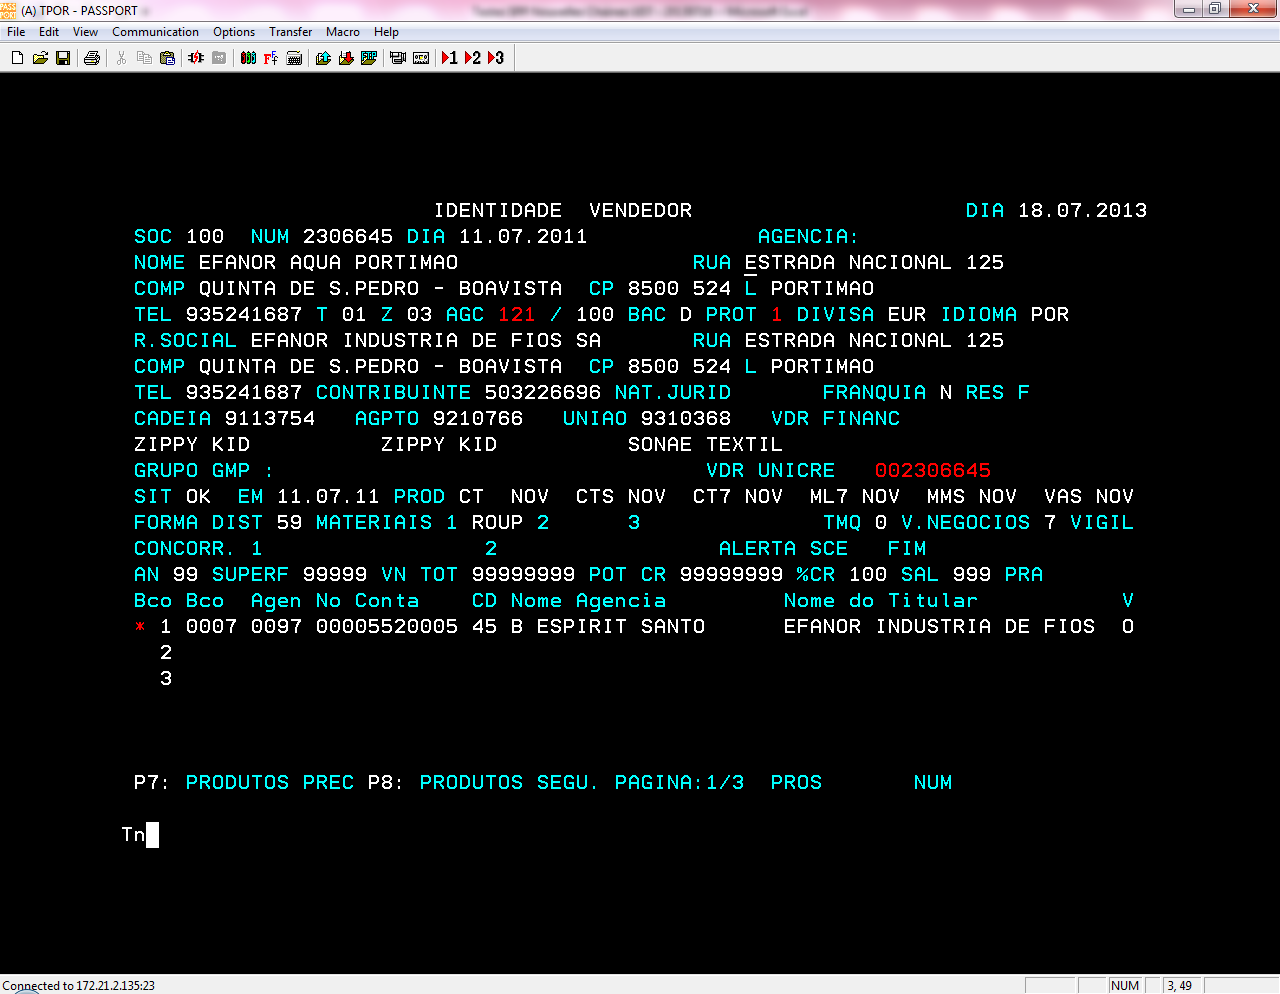 (A) TPOR - PASSPORT
File Edit View Communication Options Transfer Macro Help
1 2 3
IDENTIDADE VENDEDOR DIA 18.07.2013
SOC 100 NUM 2306645 DIA 11.07.2011 AGENCIA:
NOME EFANOR AQUA PORTIMAO RUA ESTRADA NACIONAL 125
COMP QUINTA DE S.PEDRO - BOAVISTA CP 8500 524 L PORTIMAO
TEL 935241687 T 01 Z 03 AGC 121 / 100 BAC D PROT 1 DIVISA EUR IDIOMA POR
R.SOCIAL EFANOR INDUSTRIA DE FIOS SA RUA ESTRADA NACIONAL 125
COMP QUINTA DE S.PEDRO - BOAVISTA CP 8500 524 L PORTIMAO
TEL 935241687 CONTRIBUINTE 503226696 NAT.JURID FRANQUIA N RES F
CADEIA 9113754 AGPTO 9210766 UNIAO 9310368 VDR FINANC
ZIPPY KID ZIPPY KID SONAE TEXTIL
GRUPO GMP : VDR UNICRE 002306645
SIT OK EM 11.07.11 PROD CT NOV CTS NOV CT7 NOV ML7 NOV MMS NOV VAS NOV
FORMA DIST 59 MATERIAIS 1 ROUP 2 3 TMQ 0 V.NEGOCIOS 7 VIGIL
CONCORR. 1 2 ALERTA SCE FIM
AN 99 SUPERF 99999 VN TOT 99999999 POT CR 99999999 %CR 100 SAL 999 PRA
Bco Bco Agen No Conta CD Nome Agencia Nome do Titular V
* 1 0007 0097 00005520005 45 B ESPIRIT SANTO EFANOR INDUSTRIA DE FIOS O
2
3
P7: PRODUTOS PREC P8: PRODUTOS SEGU. PAGINA:1/3 PROS NUM
Tn
Connected to 172.21.2.135:23 NUM 3, 49